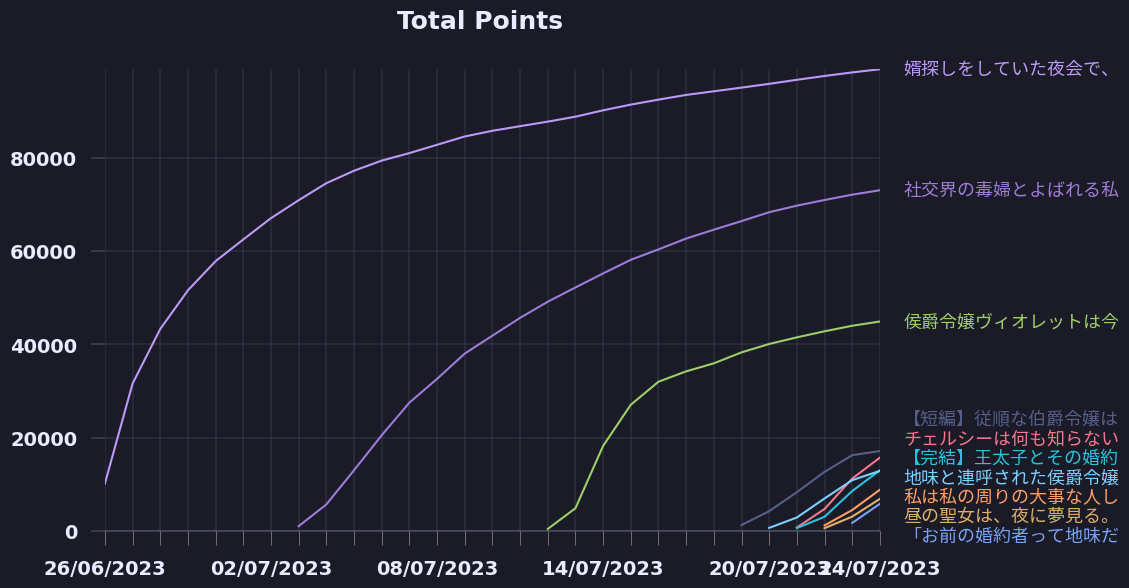 Total Points
婿探しをしていた夜会で、
80000
社交界の毒婦とよばれる私
60000
侯爵令嬢ヴィオレットは今
40000
【短編】従順な伯爵令嬢は
20000
チェルシーは何も知らない
【完結】王太子とその婚約
地味と連呼された侯爵令嬢
私は私の周りの大事な人し
昼の聖女は、夜に夢見る。
「お前の婚約者って地味だ
0
26/06/2023
02/07/2023
08/07/2023
14/07/2023
20/07/2023
24/07/2023